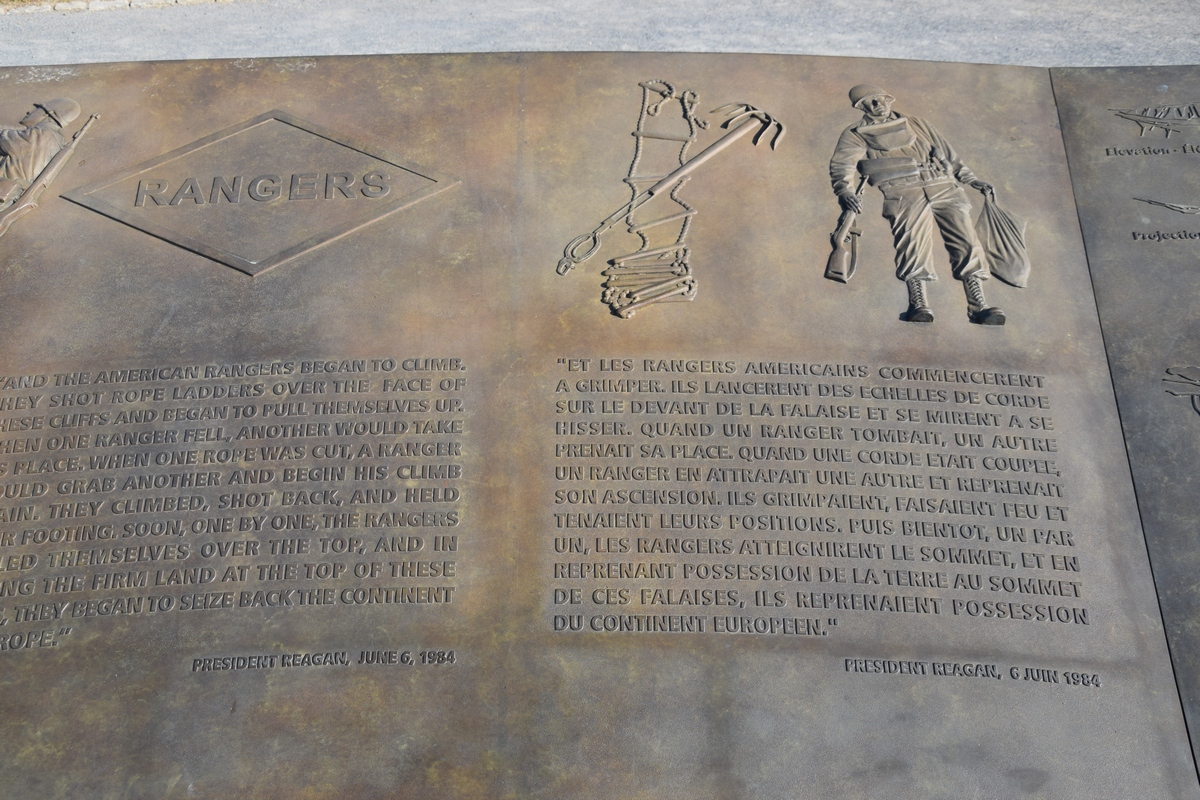 RANGERS
"AND THE AMERICAN RANGERS BEGAN TO CLIMB.
THEY SHOT ROPE LADDERS OVER THE FACE OF
THESE CLIFFS AND BEGAN TO PULL THEMSELVES UP.
WHEN ONE RANGER FELL, ANOTHER WOULD TAKE
PLACE. WHEN ONE ROPE WAS CUT, A RANGER
WOULD GRAB ANOTHER AND BEGIN HIS CLIMB
AGAIN. THEY CLIMBED, SHOT BACK, AND HELD
FOOTING. SOON, ONE BY ONE, THE RANGERS
THEMSELVES OVER THE TOP, AND IN
THE FIRM LAND AT THE TOP OF THESE
THEY BEGAN TO SEIZE BACK THE CONTINENT
PRESIDENT REAGAN, JUNE 6, 1984
"ET LES RANGERS AMERICAINS COMMENCERENT
A GRIMPER. ILS LANCERENT DES ECHELLES DE CORDE
SUR LE DEVANT DE LA FALAISE ET SE MIRENT A SE
HISSER. QUAND UN RANGER TOMBAIT, UN AUTRE
PRENAIT SA PLACE. QUAND UNE CORDE ETAIT COUPEE,
UN RANGER EN ATTRAPAIT UNE AUTRE ET REPRENAIT
SON ASCENSION. ILS GRIMPAIENT, FAISAIENT FEU ET
TENAIENT LEURS POSITIONS. PUIS BIENTOT, UN PAR
UN, LES RANGERS ATTEIGNIRENT LE SOMMET, ET EN
REPRENANT POSSESSION DE LA TERRE AU SOMMET
DE CES FALAISES, ILS REPRENAIENT POSSESSION
DU CONTINENT EUROPEEN."
PRESIDENT REAGAN, 6 JUIN 1984
Elevation -